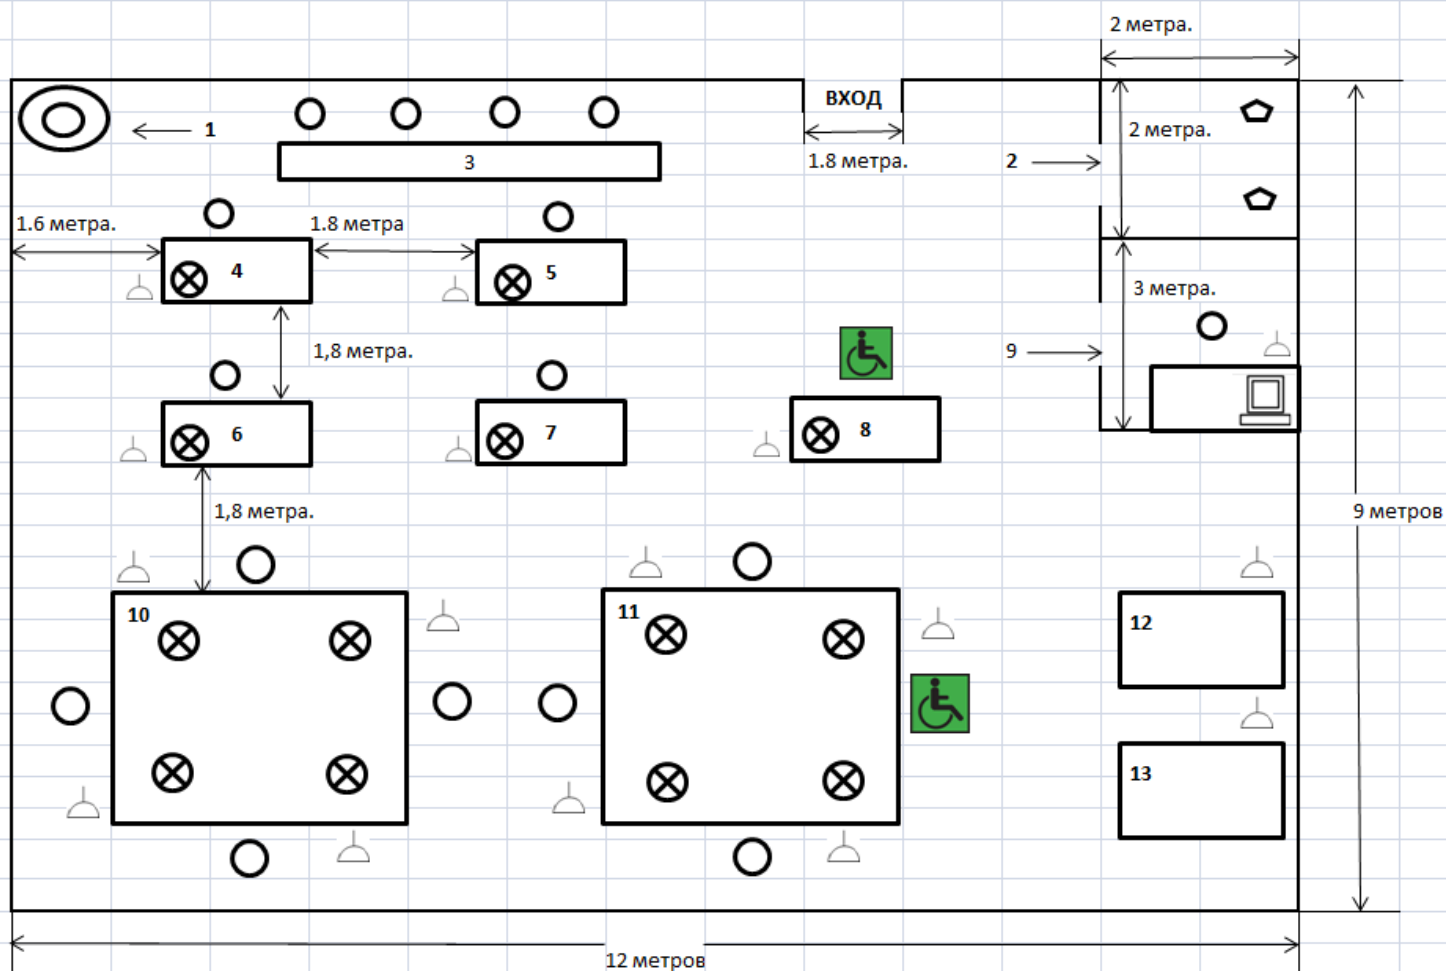 2 метра.
ВХОД
1
2 метра.
3
1.8 метра.
2
1.6 метра.
1.8 метра
4
5
3 метра.
1,8 метра.
9
6
7
8
1,8 метра.
9 метров
10
11
12
13
12 метров